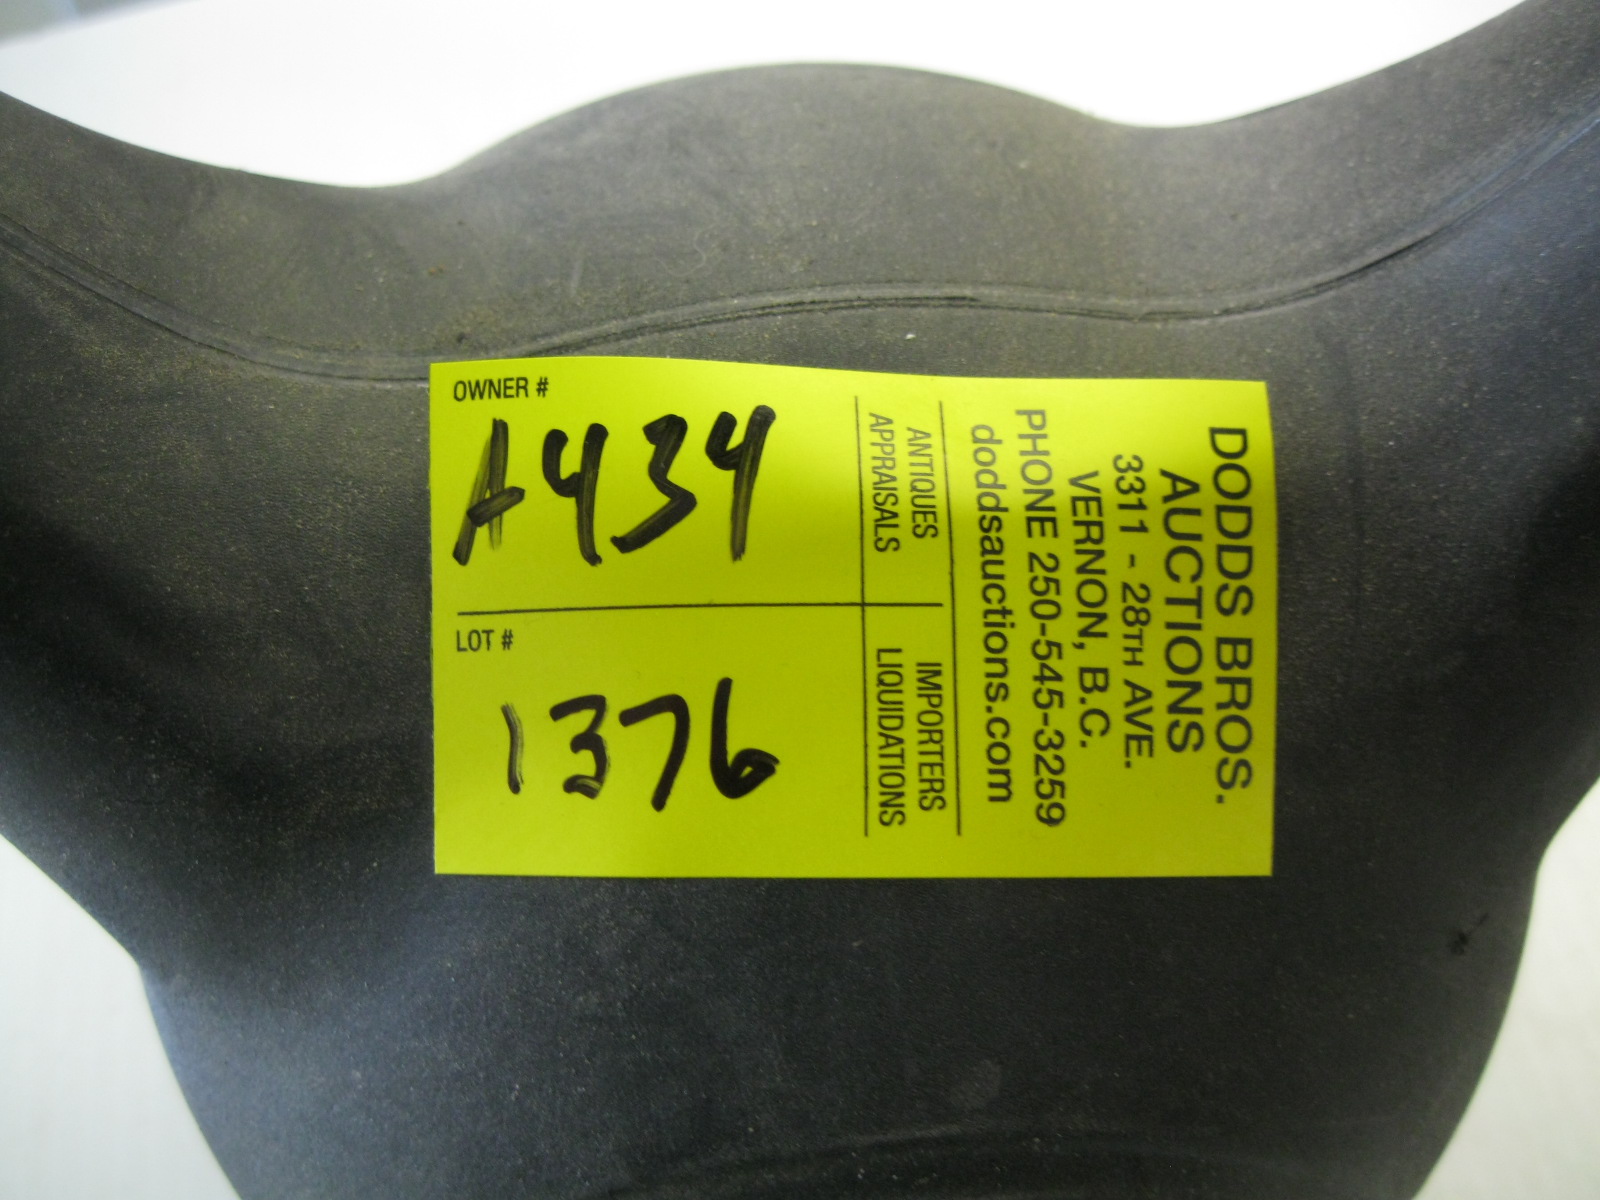 OWNER #
A434
LOT #
1376
ANTIQUES
APPRAISALS
IMPORTERS
LIQUIDATIONS
DODDS BROS.
AUCTIONS
3311 - 28TH AVE.
VERNON, B.C.
PHONE 250-545-3259
doddsauctions.com